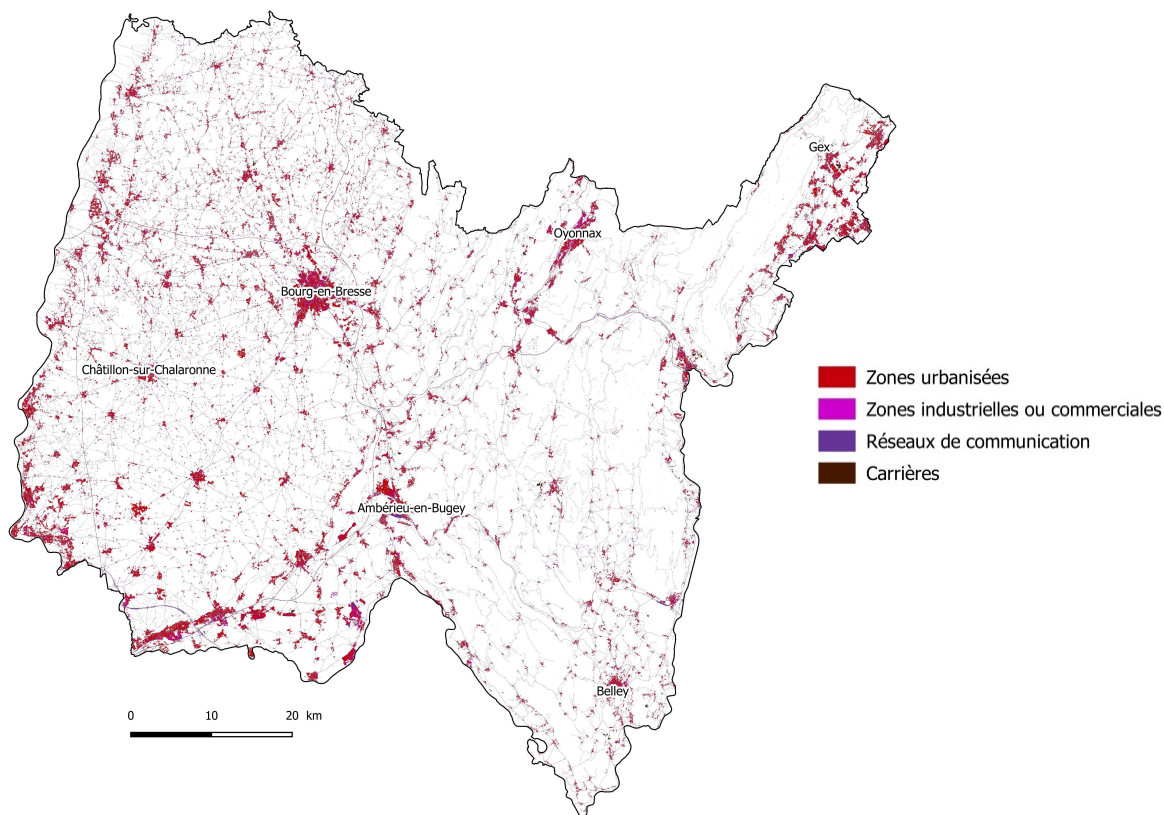 Gex
Oyonnax
Bourg-en-Bresse
Châtillon-sur-Chalaronne
Ambérieu-en-Bugey
Belley
Zones urbanisées
Zones industrielles ou commerciales
Réseaux de communication
Carrières
0 10 20 km